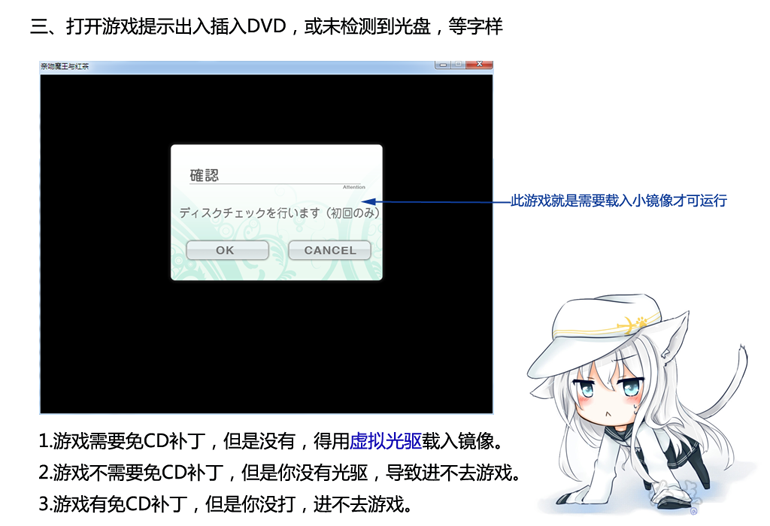 三、打开游戏提示出入插入DVD，或未检测到光盘，等字样
亲吻魔王与红茶
確認
Attention
ディスクチェックを行います（初回のみ）
OK CANCEL
此游戏就是需要载入小镜像才可运行
1.游戏需要免CD补丁，但是没有，得用虚拟光驱载入镜像。
2.游戏不需要免CD补丁，但是你没有光驱，导致进不去游戏。
3.游戏有免CD补丁，但是你没打，进不去游戏。